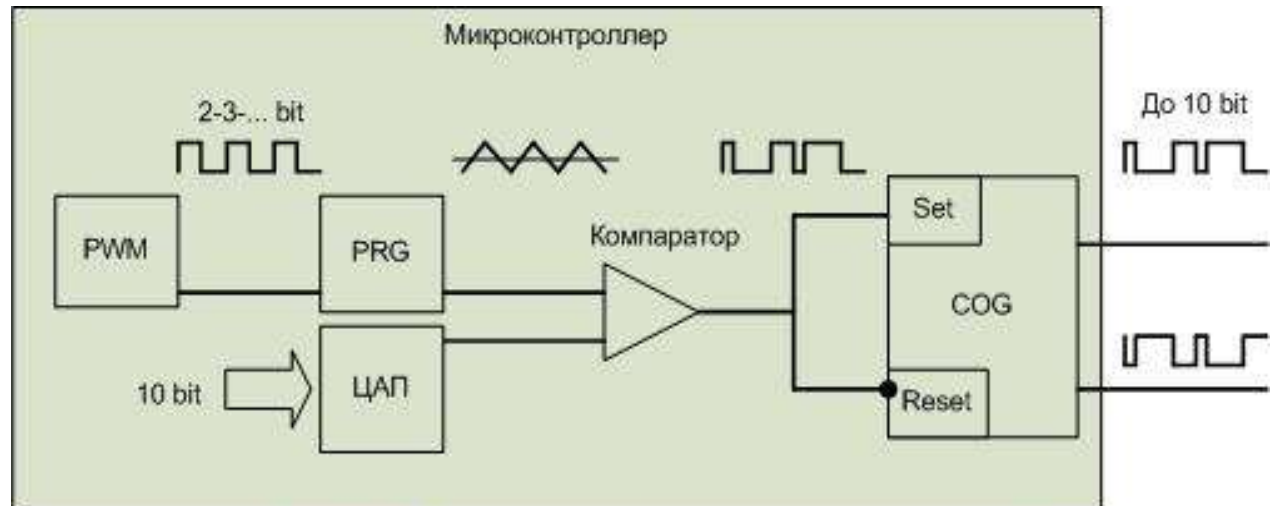 Микроконтроллер
2-3-... bit
До 10 bit
PWM
PRG
Компаратор
Set
COG
10 bit
ЦАП
Reset